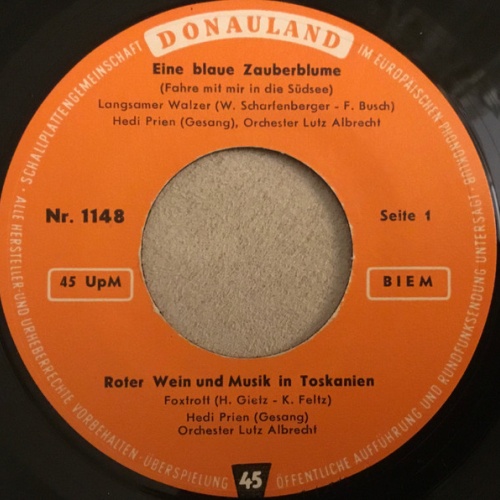 DONAULAND
SCHALLPLATTENGEMEINSCHAFT
IM EUROPÄISCHEN PHONOKLUB
Eine blaue Zauberblume
(Fahre mit mir in die Südsee)
Langsamer Walzer (W. Scharfenberger - F. Busch)
Hedi Prien (Gesang), Orchester Lutz Albrecht
Nr. 1148
Seite 1
45 UpM
BIEM
Roter Wein und Musik in Toskanien
Foxtrott (H. Gietz - K. Feltz)
Hedi Prien (Gesang)
Orchester Lutz Albrecht
ALLE HERSTELLER- UND URHEBERRECHTE VORBEHALTEN - ÜBERSPIELUNG
45
ÖFFENTLICHE AUFFÜHRUNG UND RUNDFUNKSENDUNG UNTERSAGT